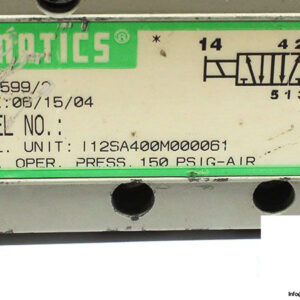 ®
* 14 4 2
5 1 3
599/
:06/15/04
EL NO.:
. UNIT: I12SA400M000061
OPER. PRESS. 150 PSIG-AIR